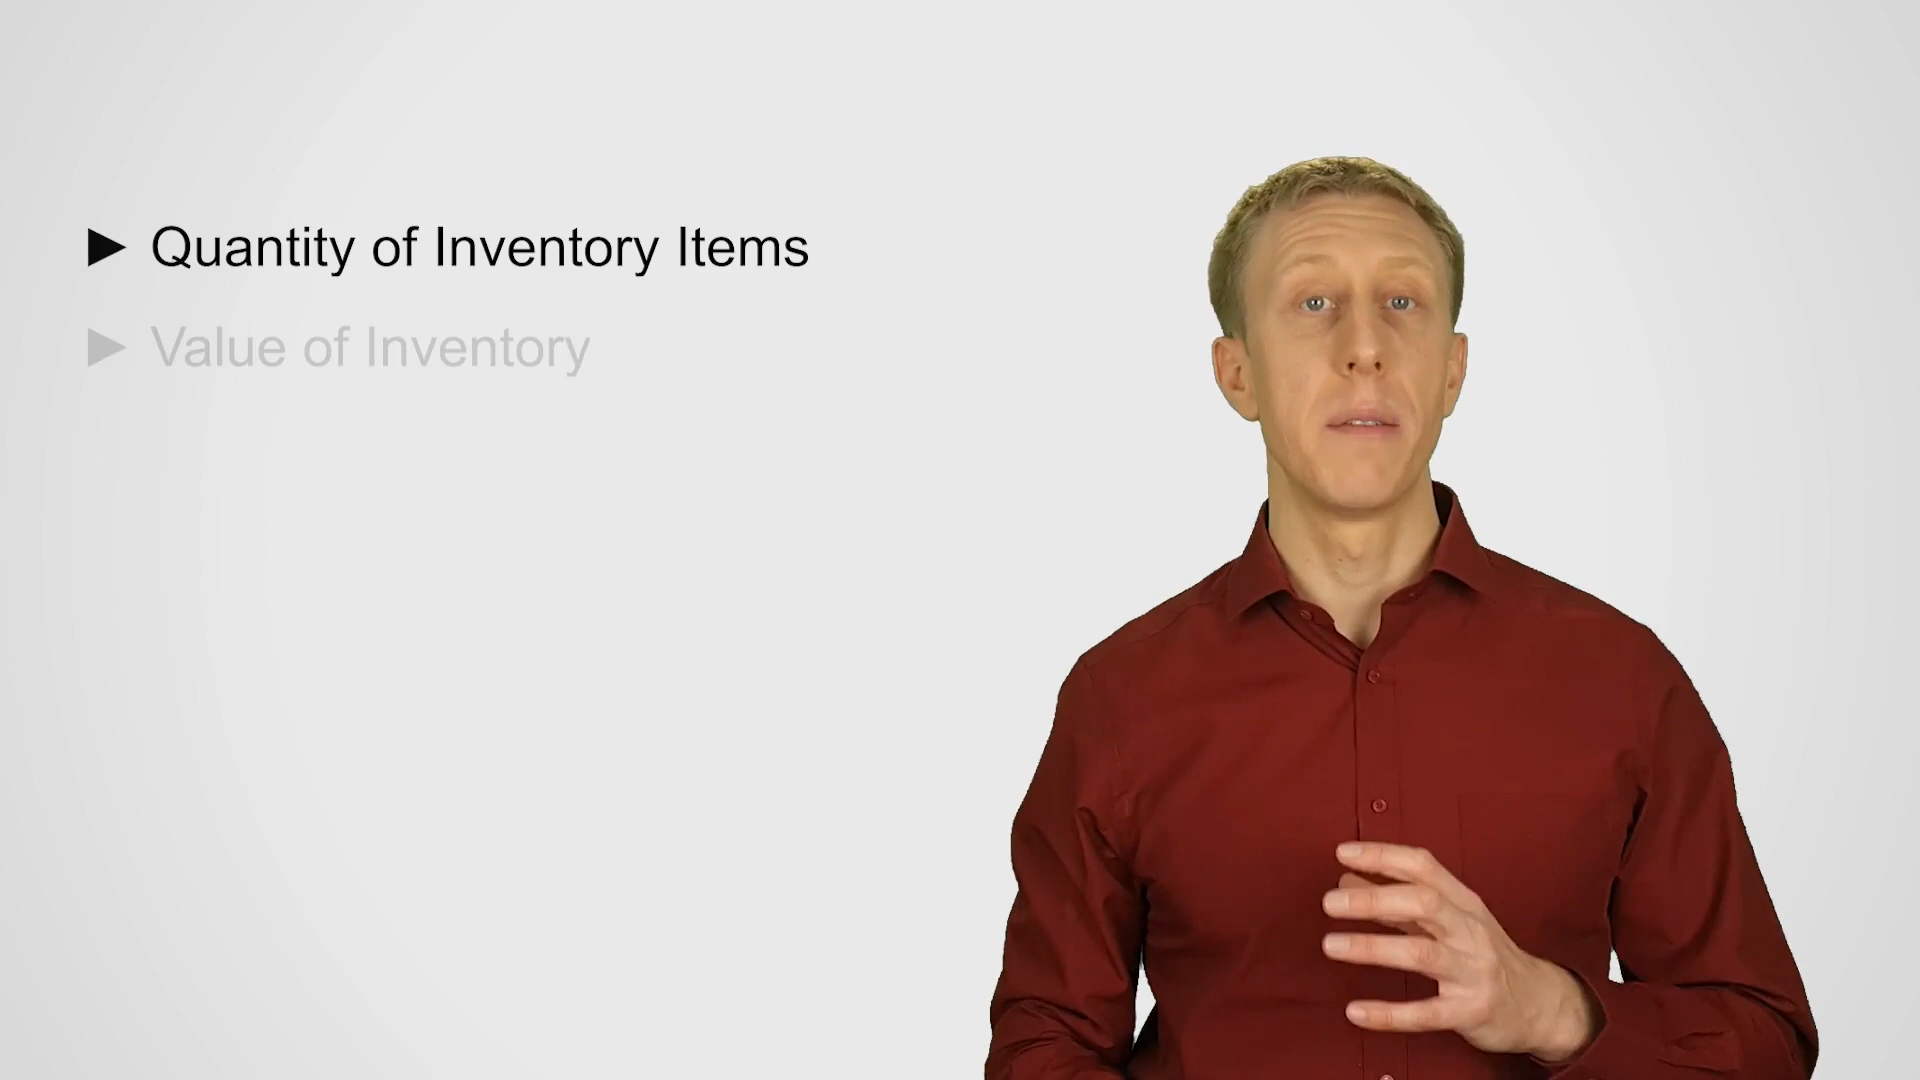 ► Quantity of Inventory Items
► Value of Inventory